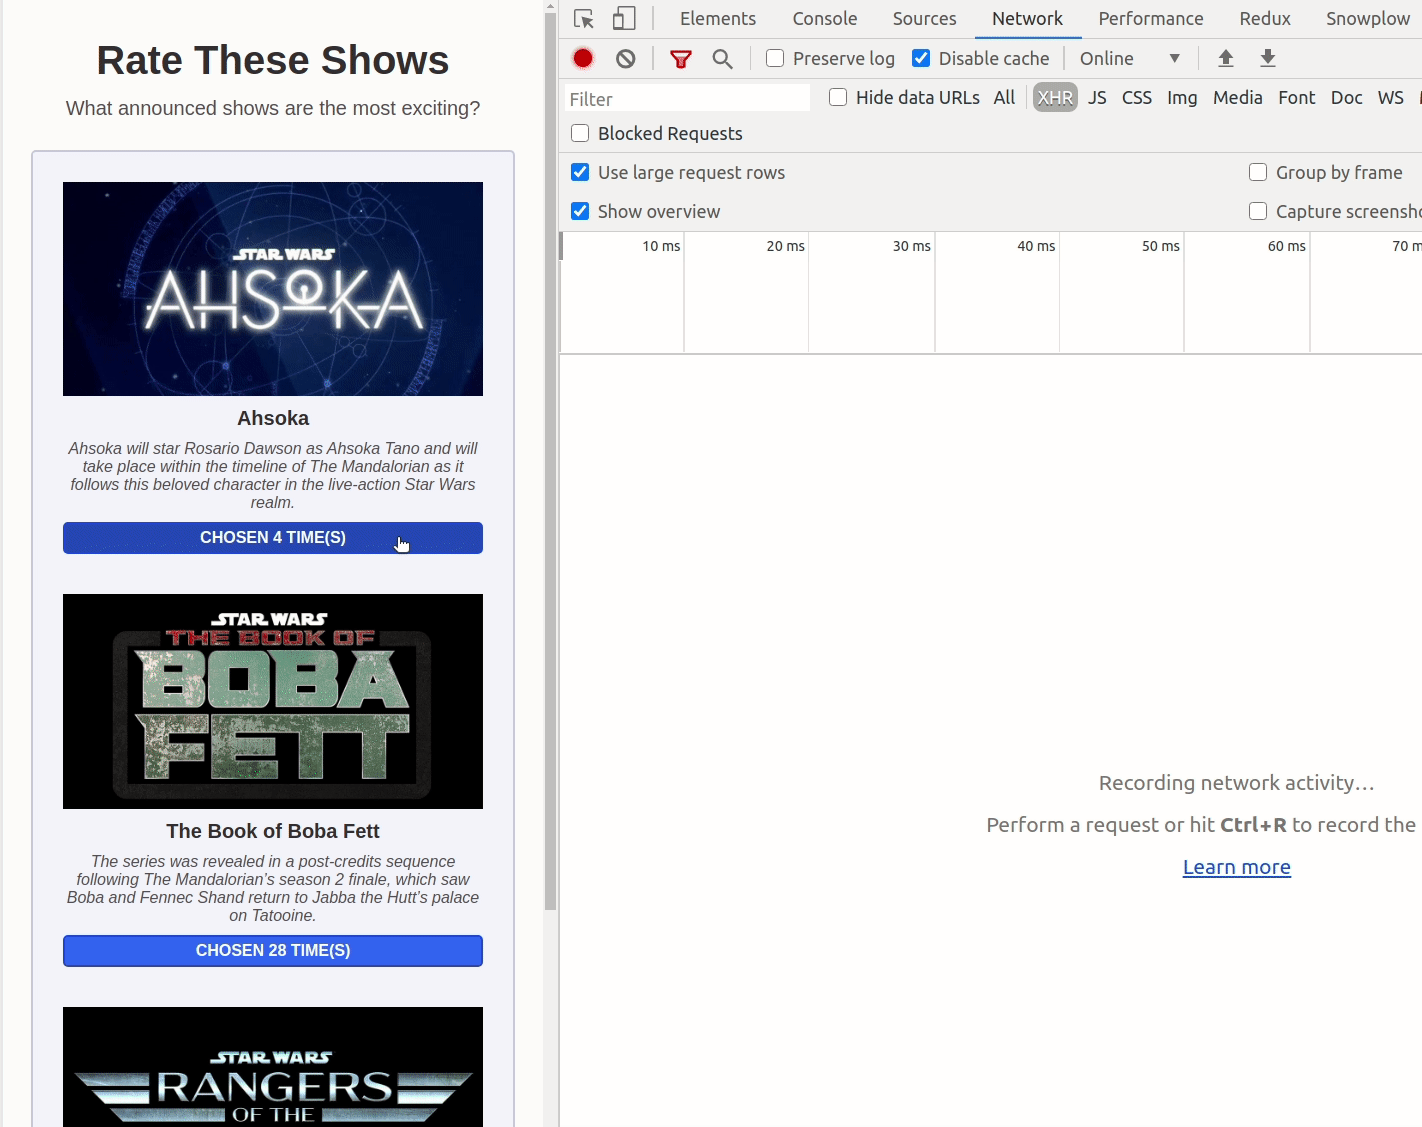 Rate These Shows
What announced shows are the most exciting?
STAR WARS
AHSOKA
Ahsoka
Ahsoka will star Rosario Dawson as Ahsoka Tano and will
take place within the timeline of The Mandalorian as it
follows this beloved character in the live-action Star Wars
realm.
CHOSEN 4 TIME(S)
STAR WARS
THE BOOK OF
BOBA
FETT
The Book of Boba Fett
The series was revealed in a post-credits sequence
following The Mandalorian's season 2 finale, which saw
Boba and Fennec Shand return to Jabba the Hutt's palace
on Tatooine.
CHOSEN 28 TIME(S)
STAR WARS
RANGERS
OF THE
Elements Console Sources Network Performance Redux Snowplow
Preserve log Disable cache Online
Filter Hide data URLs All XHR JS CSS Img Media Font Doc WS
Blocked Requests
Use large request rows Group by frame
Show overview Capture screensho
10 ms 20 ms 30 ms 40 ms 50 ms 60 ms 70 m
Recording network activity…
Perform a request or hit Ctrl+R to record the
Learn more